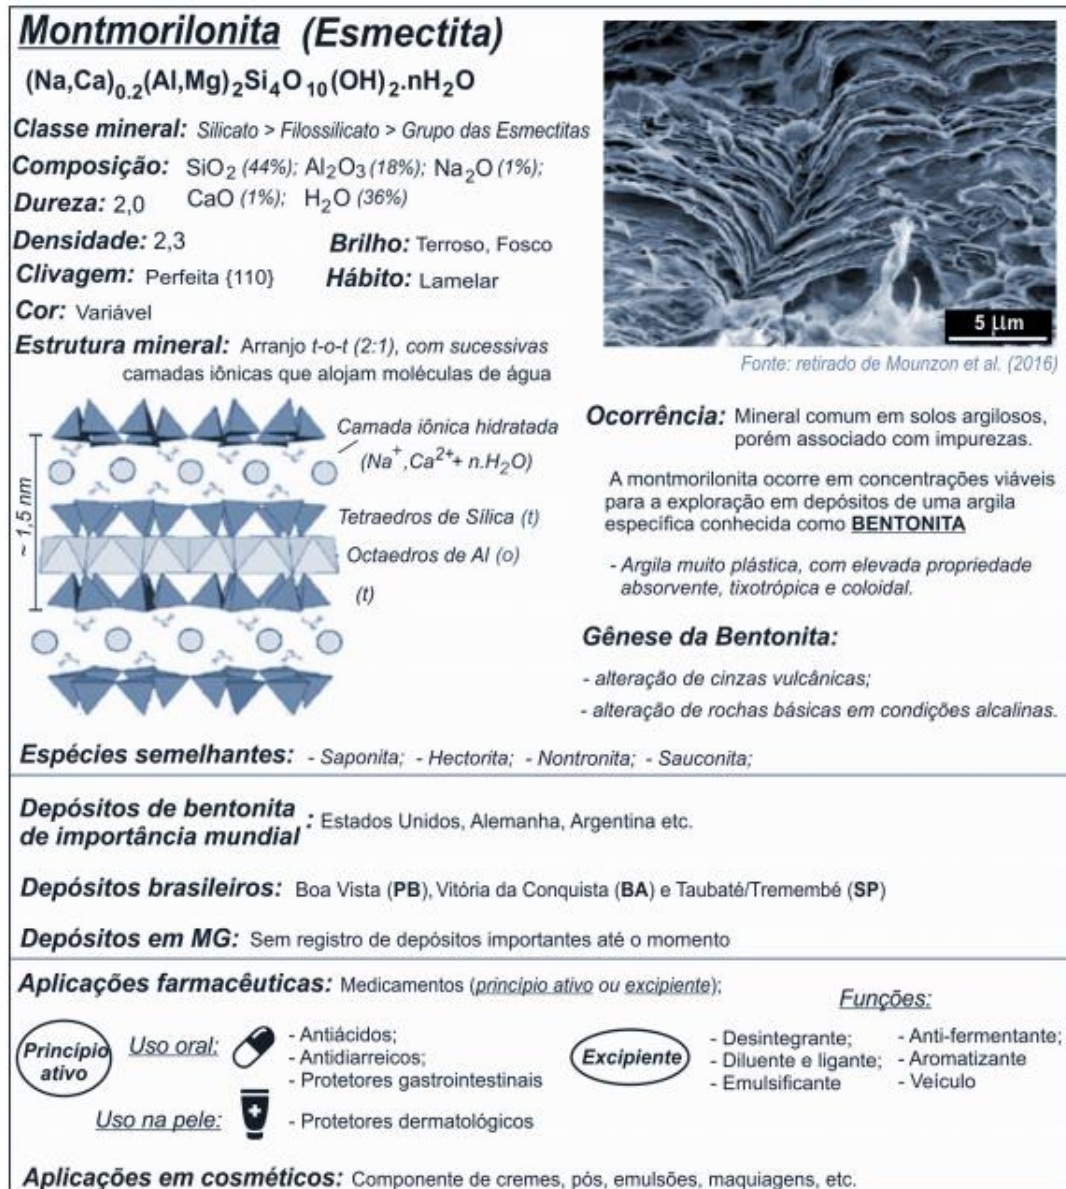 Montmorilonita (Esmectita)
(Na,Ca)0.2(Al,Mg)2Si4O10(OH)2.nH2O
Classe mineral: Silicato > Filossilicato > Grupo das Esmectitas
Composição: SiO2 (44%); Al2O3 (18%); Na2O (1%);
CaO (1%); H2O (36%)
Dureza: 2,0
Densidade: 2,3
Brilho: Terroso, Fosco
Clivagem: Perfeita {110}
Hábito: Lamelar
Cor: Variável
Estrutura mineral: Arranjo t-o-t (2:1), com sucessivas
camadas iônicas que alojam moléculas de água
5 µm
Fonte: retirado de Mounzon et al. (2016)
~ 1,5 nm
Camada iônica hidratada
(Na+,Ca2+ + n.H2O)
Tetraedros de Sílica (t)
Octaedros de Al (o)
(t)
Ocorrência: Mineral comum em solos argilosos,
porém associado com impurezas.
A montmorilonita ocorre em concentrações viáveis
para a exploração em depósitos de uma argila
específica conhecida como BENTONITA
- Argila muito plástica, com elevada propriedade
absorvente, tixotrópica e coloidal.
Gênese da Bentonita:
- alteração de cinzas vulcânicas;
- alteração de rochas básicas em condições alcalinas.
Espécies semelhantes: - Saponita; - Hectorita; - Nontronita; - Sauconita;
Depósitos de bentonita
de importância mundial : Estados Unidos, Alemanha, Argentina etc.
Depósitos brasileiros: Boa Vista (PB), Vitória da Conquista (BA) e Taubaté/Tremembé (SP)
Depósitos em MG: Sem registro de depósitos importantes até o momento
Aplicações farmacêuticas: Medicamentos (princípio ativo ou excipiente);
Princípio
ativo
Uso oral:
- Antiácidos;
- Antidiarreicos;
- Protetores gastrointestinais
Uso na pele:
- Protetores dermatológicos
Excipiente
Funções:
- Desintegrante;
- Diluente e ligante;
- Emulsificante
- Anti-fermentante;
- Aromatizante
- Veículo
Aplicações em cosméticos: Componente de cremes, pós, emulsões, maquiagens, etc.